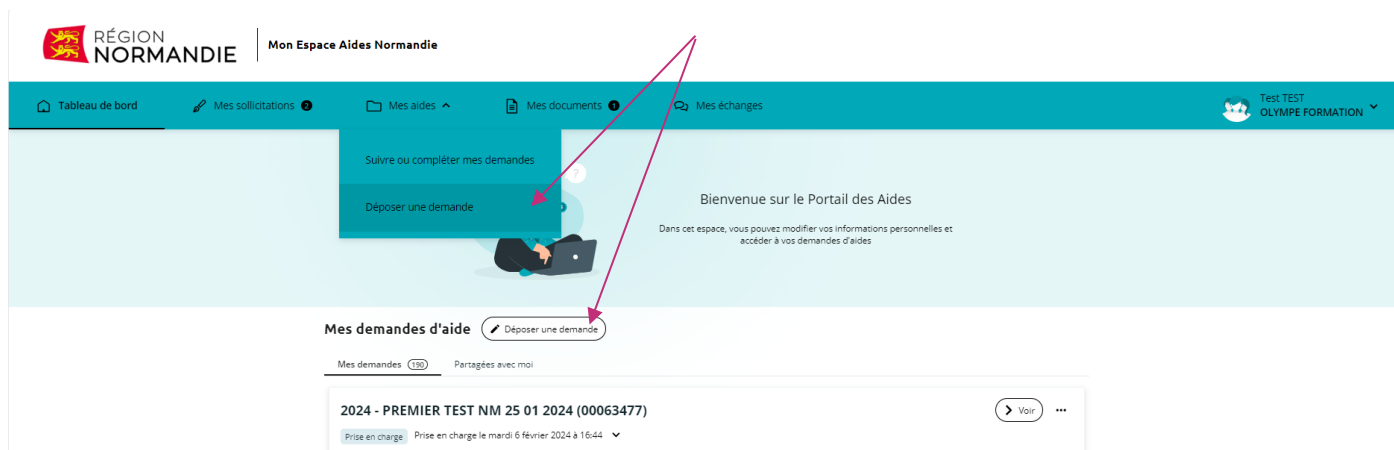 RÉGION
NORMANDIE
Mon Espace Aides Normandie
Tableau de bord
Mes sollicitations 2
Mes aides
Mes documents 1
Mes échanges
Test TEST
OLYMPE FORMATION
Suivre ou compléter mes demandes
Déposer une demande
?
Bienvenue sur le Portail des Aides
Dans cet espace, vous pouvez modifier vos informations personnelles et
accéder à vos demandes d'aides
Mes demandes d'aide
Déposer une demande
Mes demandes 190
Partagées avec moi
2024 - PREMIER TEST NM 25 01 2024 (00063477)
Voir
Prise en charge Prise en charge le mardi 6 février 2024 à 16:44